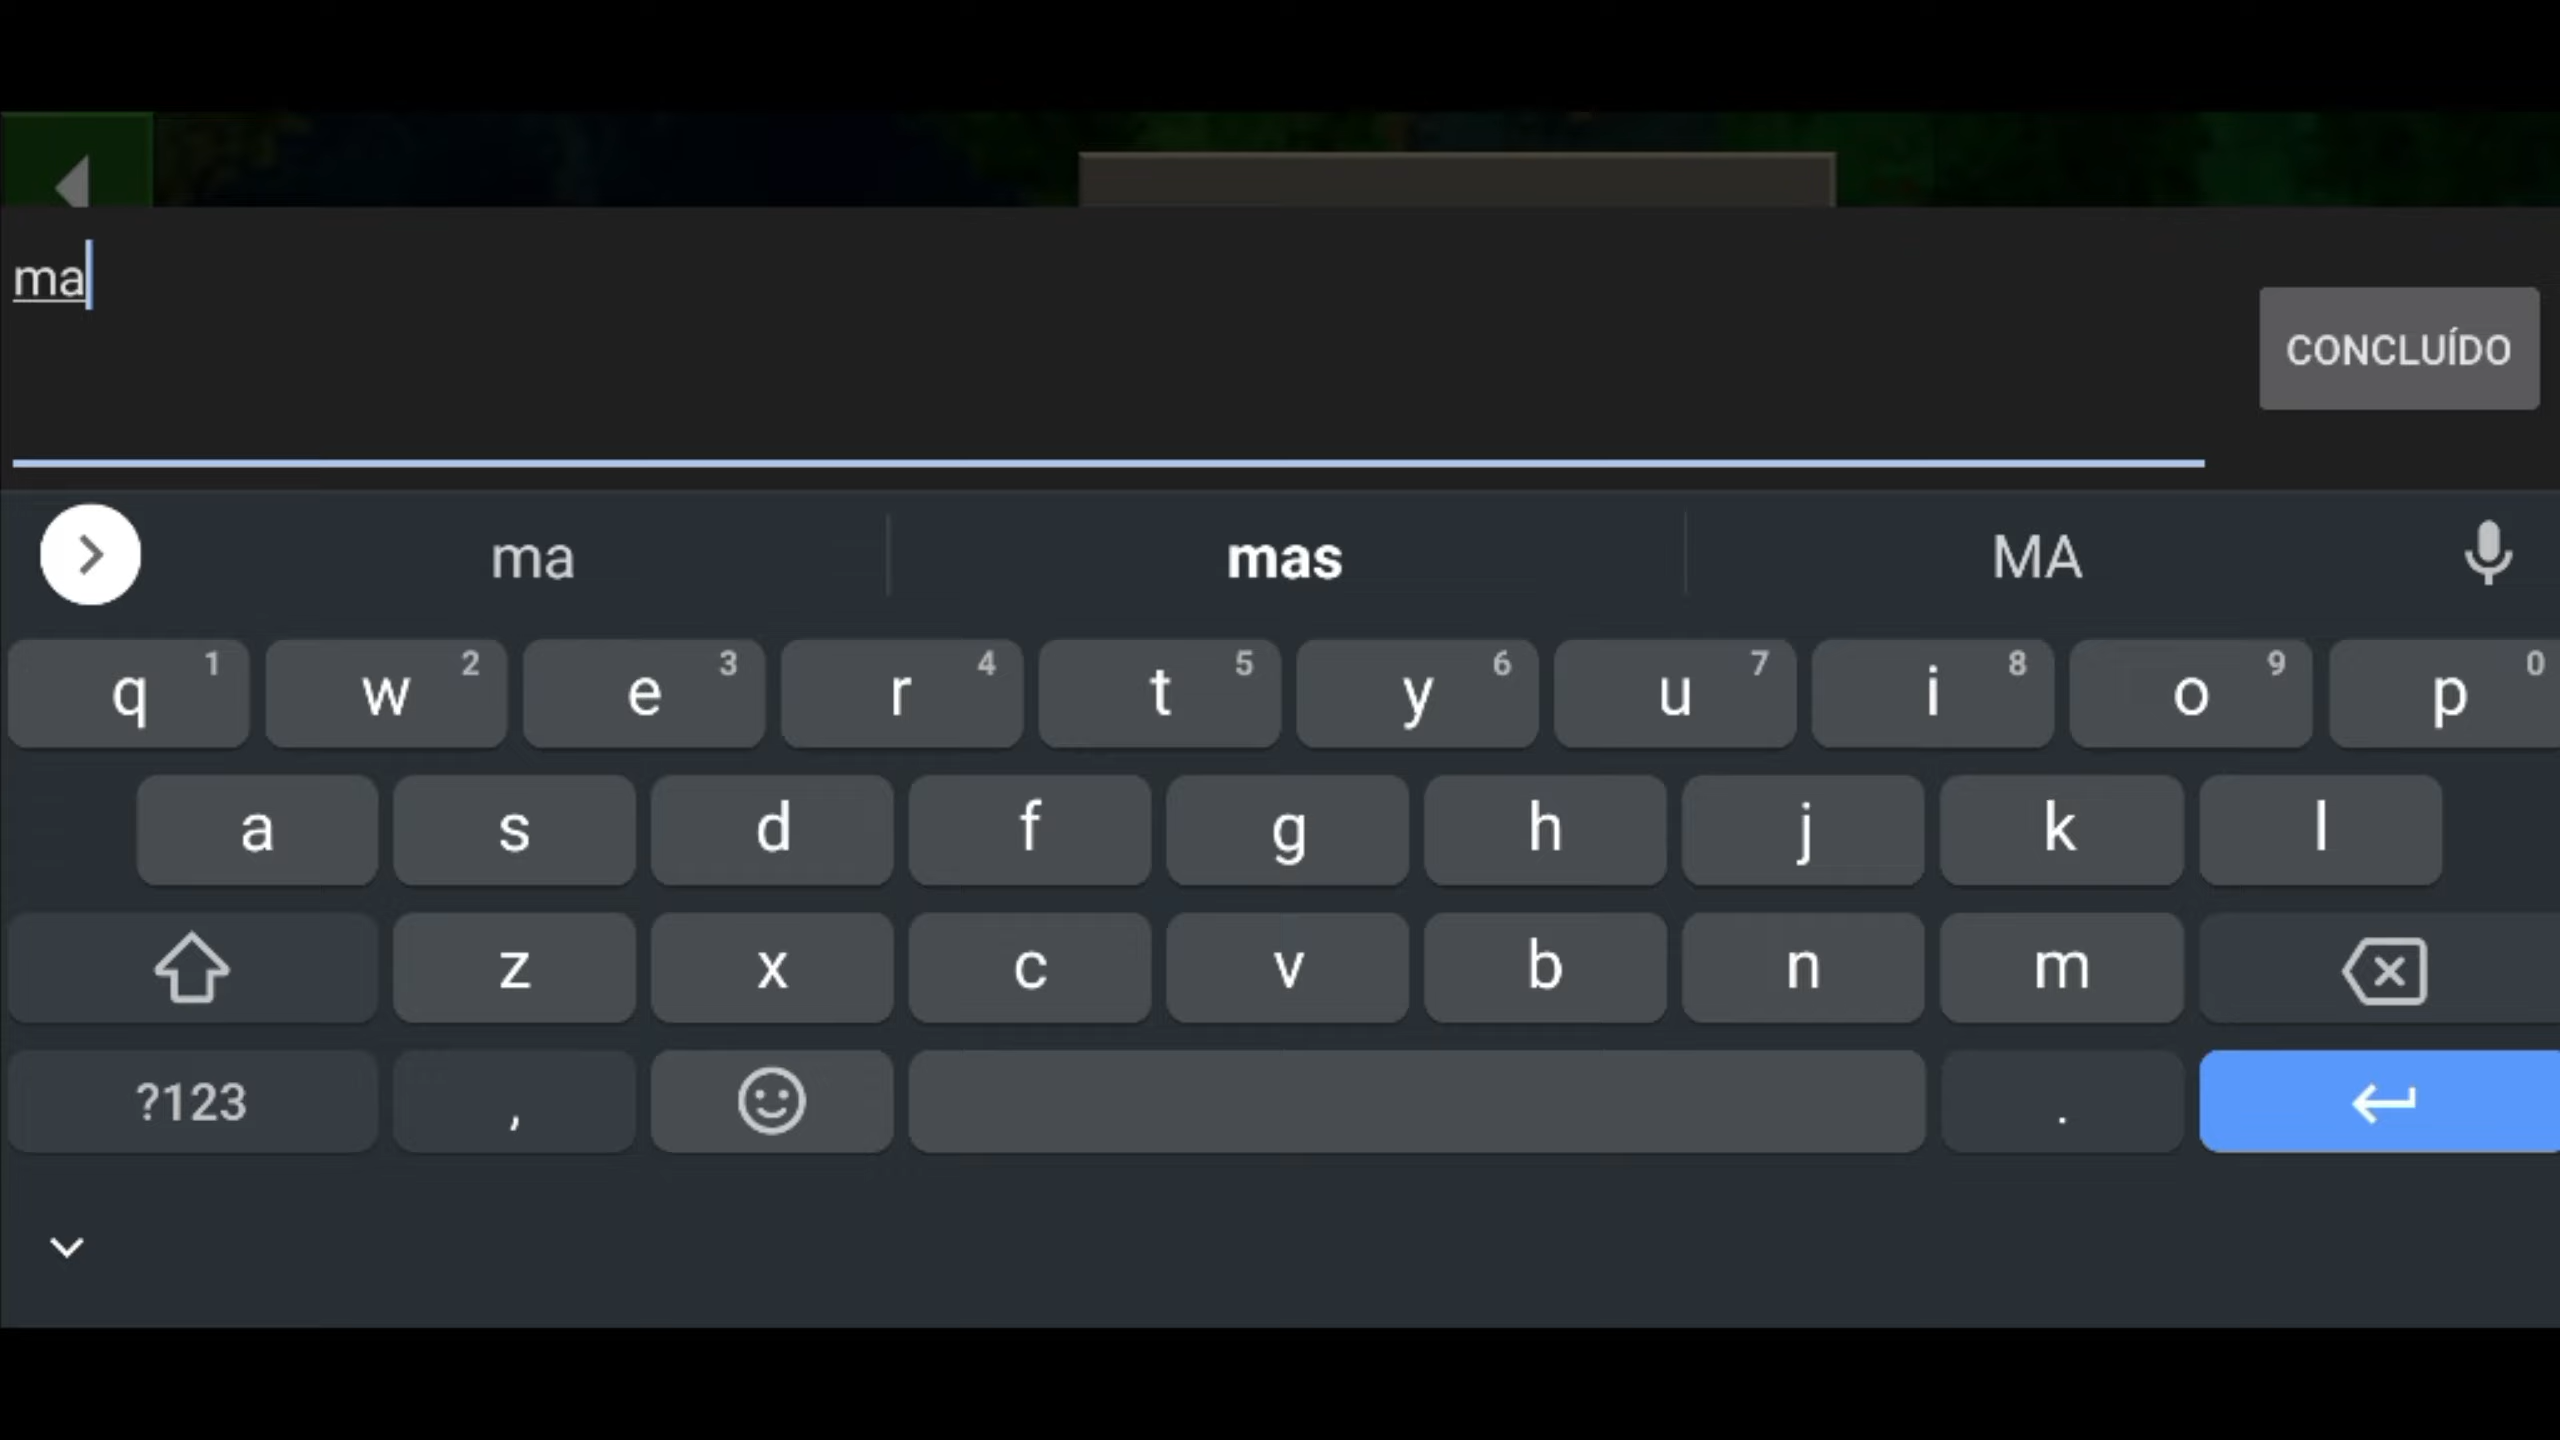 ma
CONCLUÍDO
ma mas MA
q 1 w 2 e 3 r 4 t 5 y 6 u 7 i 8 o 9 p 0
a s d f g h j k l
z x c v b n m
?123 , .